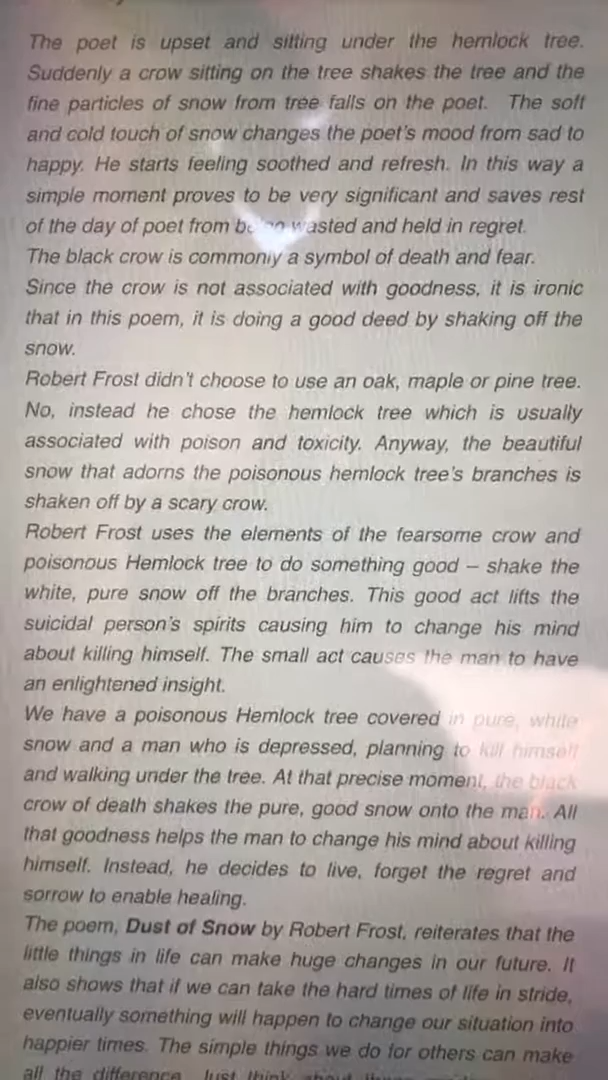 The poet is upset and sitting under the hemlock tree.
Suddenly a crow sitting on the tree shakes the tree and the
fine particles of snow from tree falls on the poet. The soft
and cold touch of snow changes the poet's mood from sad to
happy. He starts feeling soothed and refresh. In this way a
simple moment proves to be very significant and saves rest
of the day of poet from being wasted and held in regret.
The black crow is commonly a symbol of death and fear.
Since the crow is not associated with goodness, it is ironic
that in this poem, it is doing a good deed by shaking off the
snow.
Robert Frost didn't choose to use an oak, maple or pine tree.
No, instead he chose the hemlock tree which is usually
associated with poison and toxicity. Anyway, the beautiful
snow that adorns the poisonous hemlock tree's branches is
shaken off by a scary crow.
Robert Frost uses the elements of the fearsome crow and
poisonous Hemlock tree to do something good – shake the
white, pure snow off the branches. This good act lifts the
suicidal person's spirits causing him to change his mind
about killing himself. The small act causes the man to have
an enlightened insight.
We have a poisonous Hemlock tree covered in pure, white
snow and a man who is depressed, planning to kill himself
and walking under the tree. At that precise moment, the black
crow of death shakes the pure, good snow onto the man. All
that goodness helps the man to change his mind about killing
himself. Instead, he decides to live, forget the regret and
sorrow to enable healing.
The poem, Dust of Snow by Robert Frost, reiterates that the
little things in life can make huge changes in our future. It
also shows that if we can take the hard times of life in stride,
eventually something will happen to change our situation into
happier times. The simple things we do for others can make
all the difference. Just think about